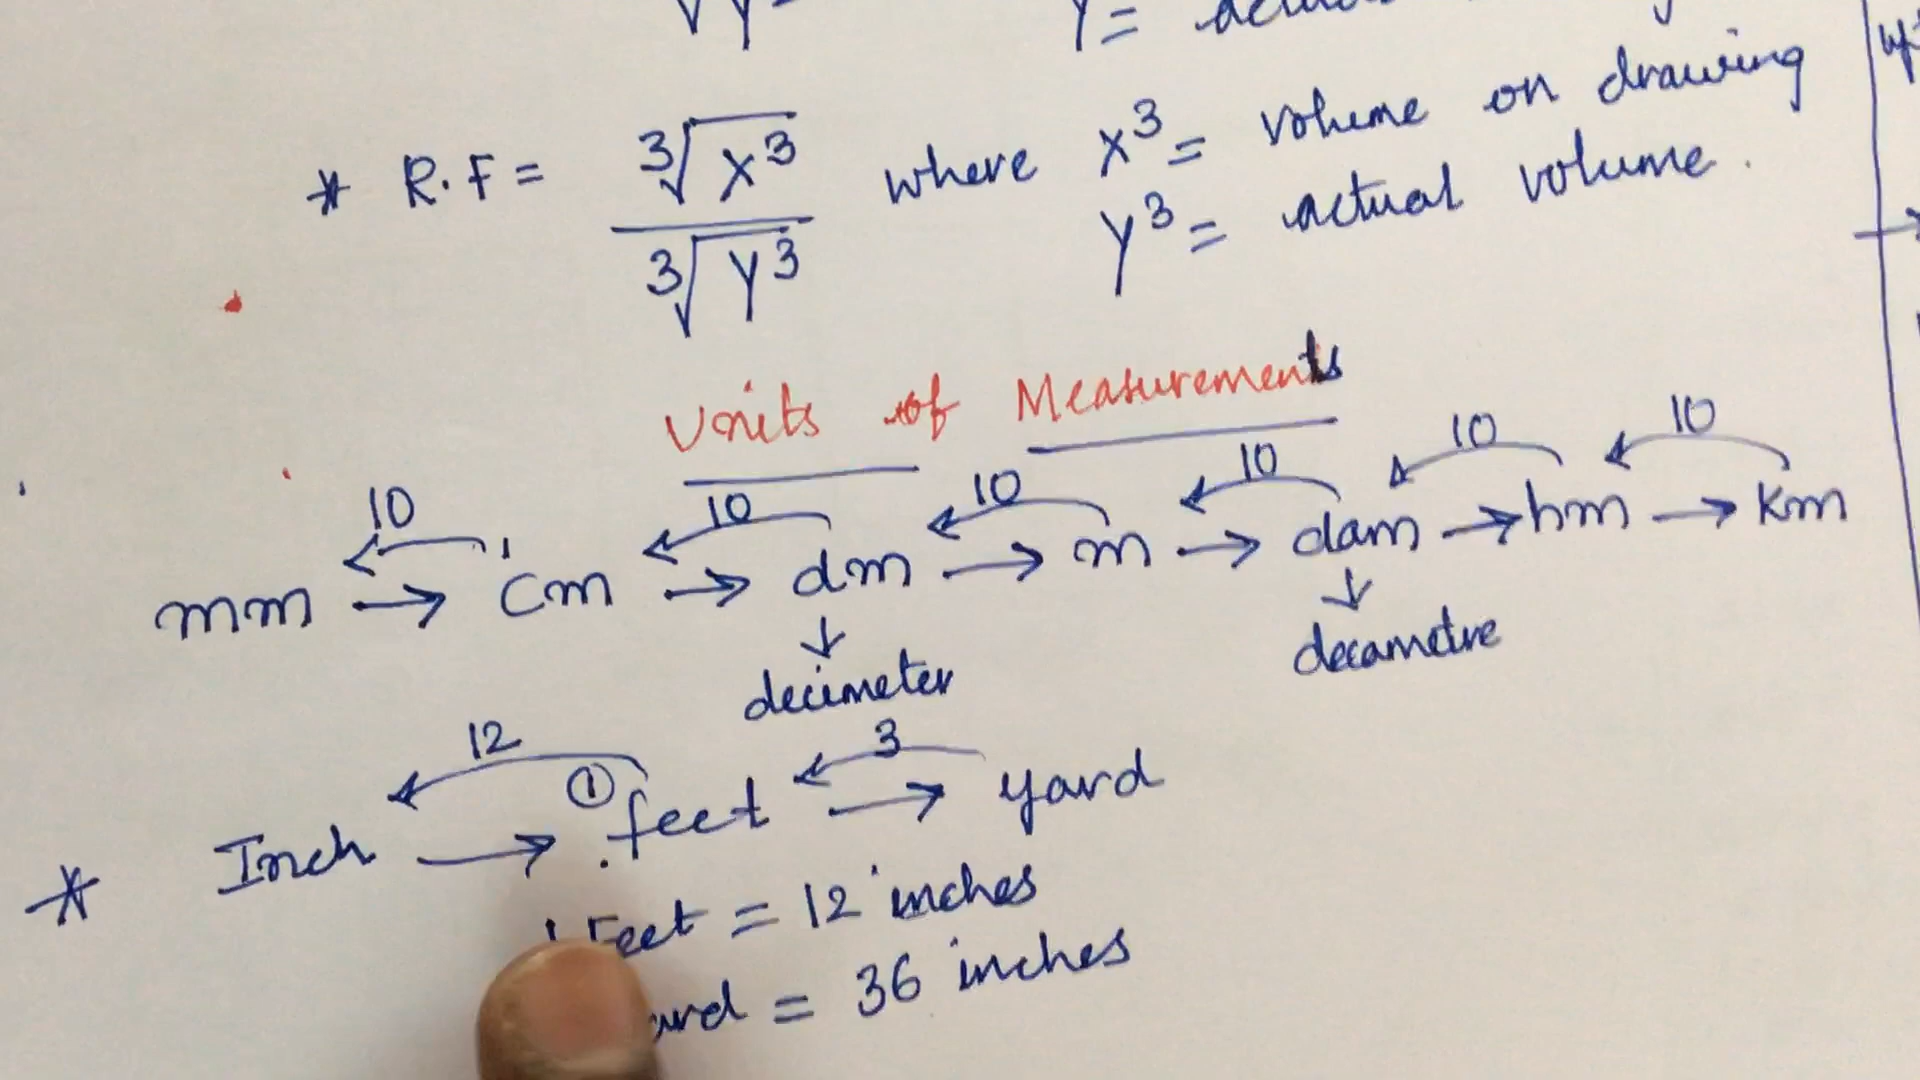 * R.F = ∛x³ / ∛y³ where x³ = volume on drawing
y³ = actual volume.
Units of Measurements
10 10 10 10 10 10
mm → cm → dm → m → dam → hm → km
↓ decimeter ↓ decametre
12 3
* Inch → ① feet → yard
1 Feet = 12 inches
= 36 inches